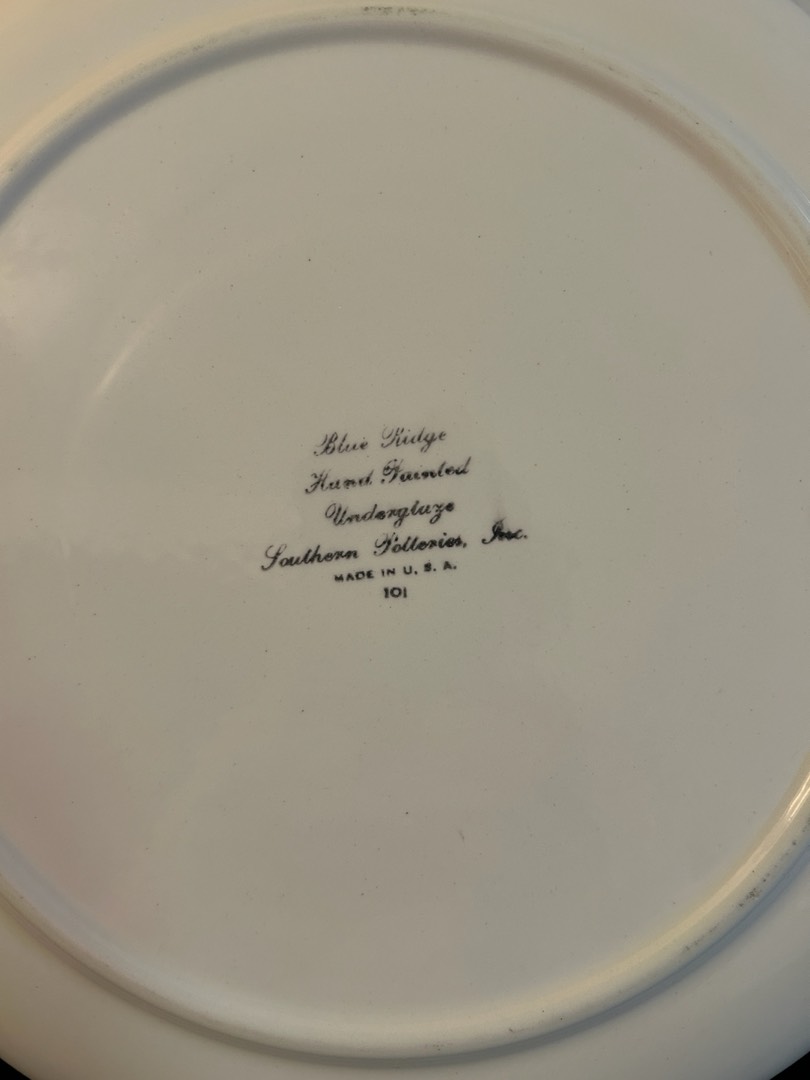 Blue Ridge
Hand Painted
Underglaze
Southern Potteries, Inc.
MADE IN U. S. A.
101